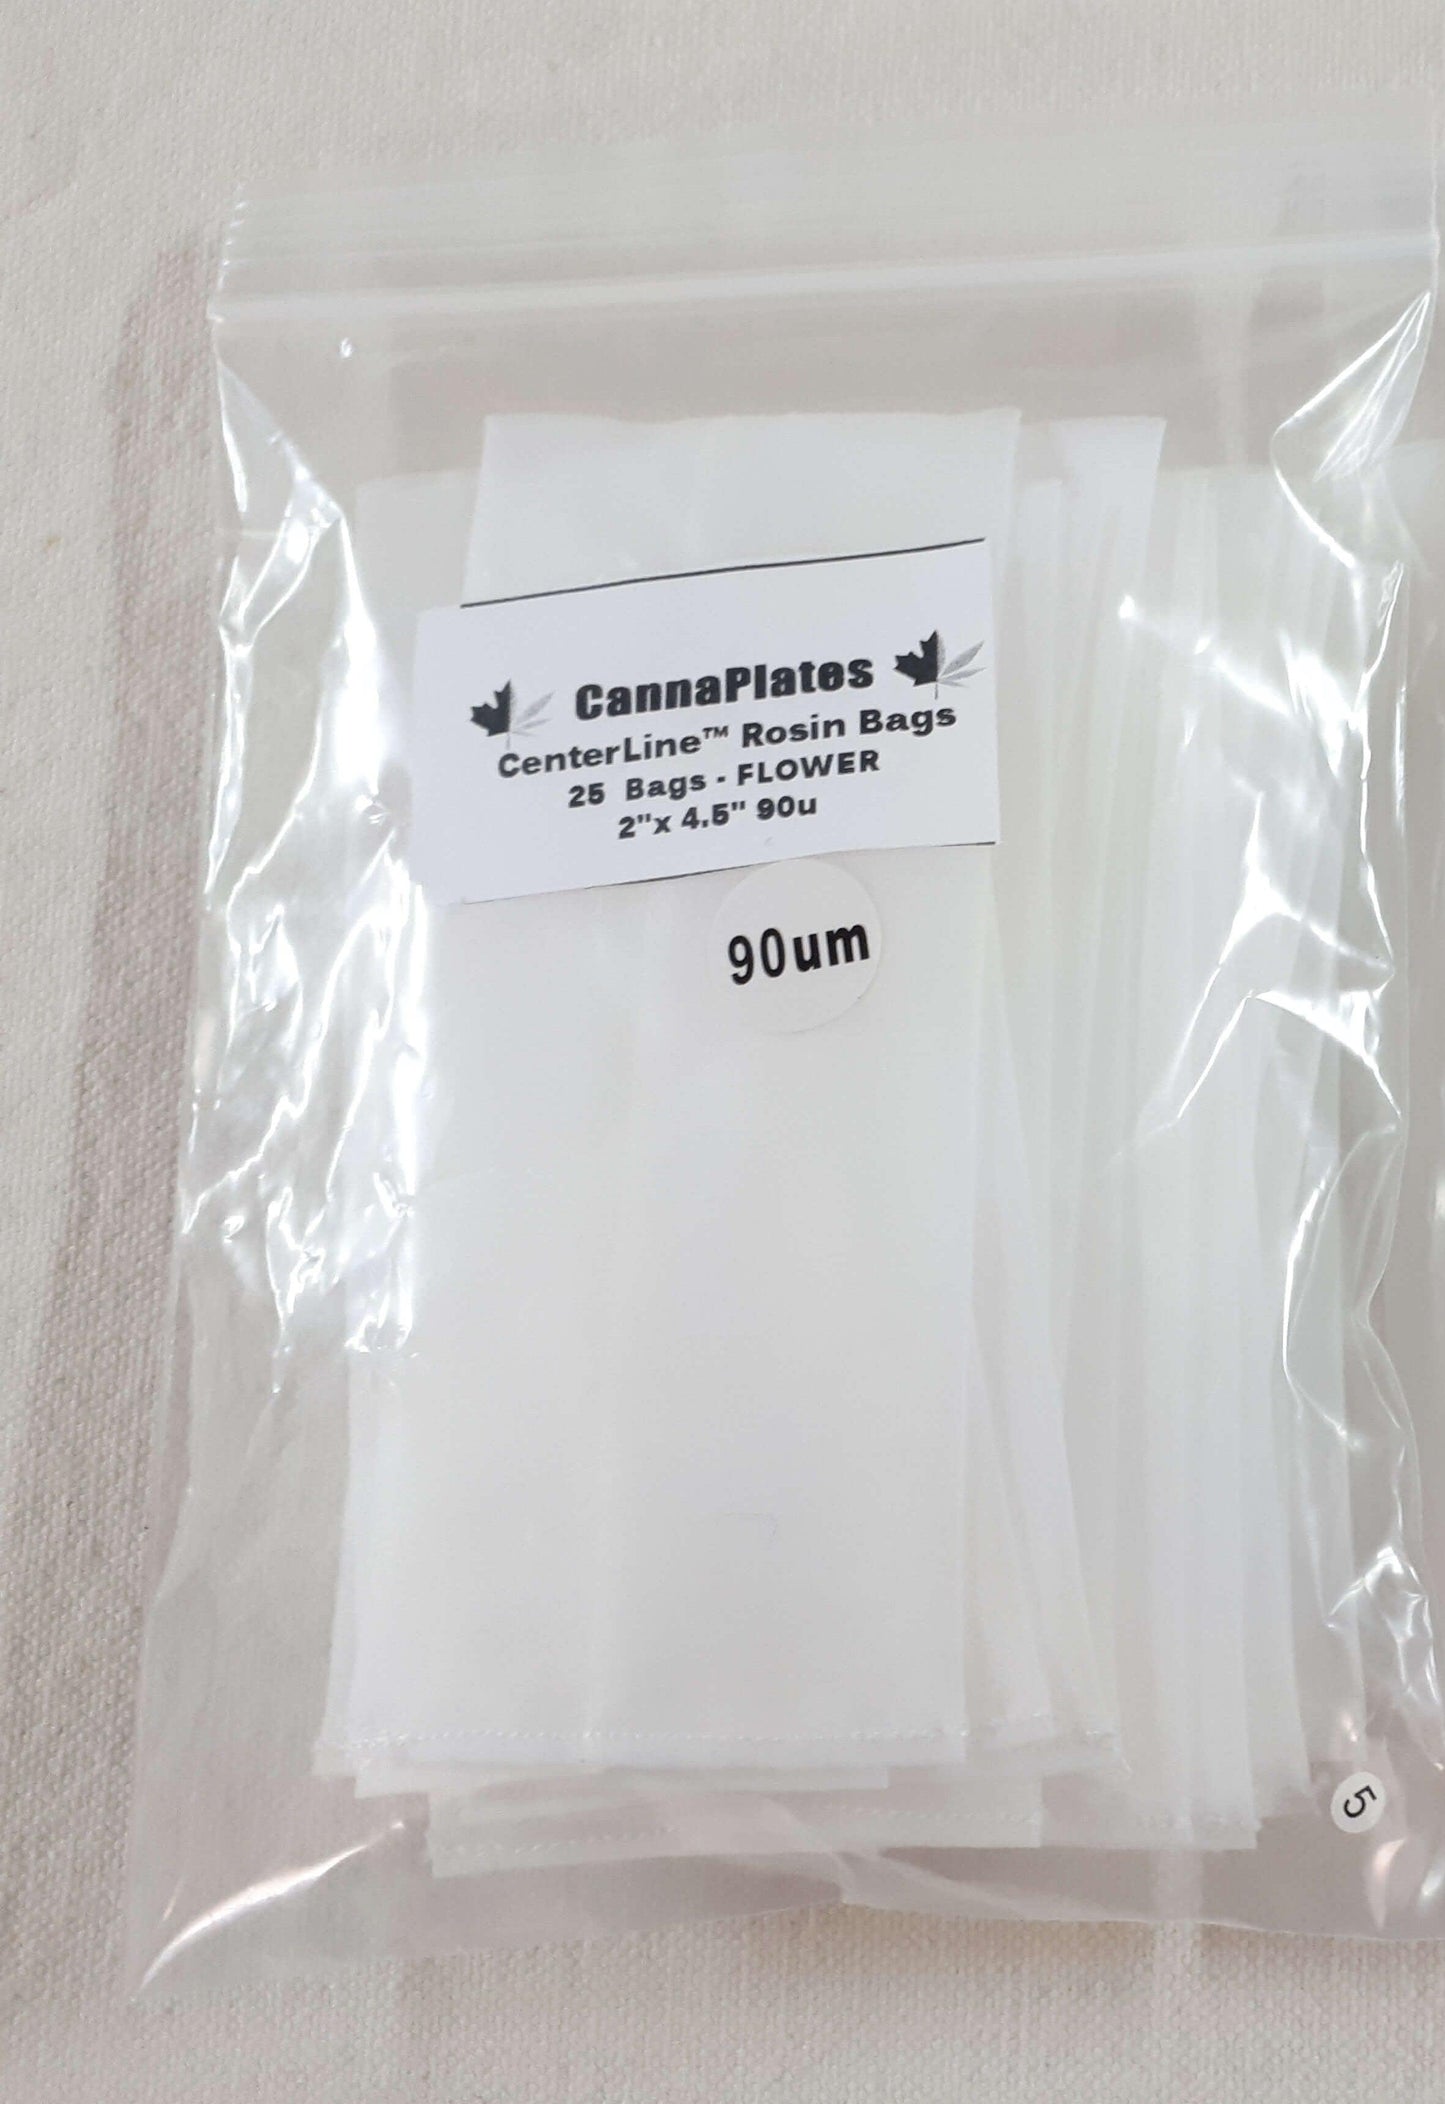 CannaPlates
CenterLine™ Rosin Bags
25 Bags - FLOWER
2"x 4.5" 90u
90um
5